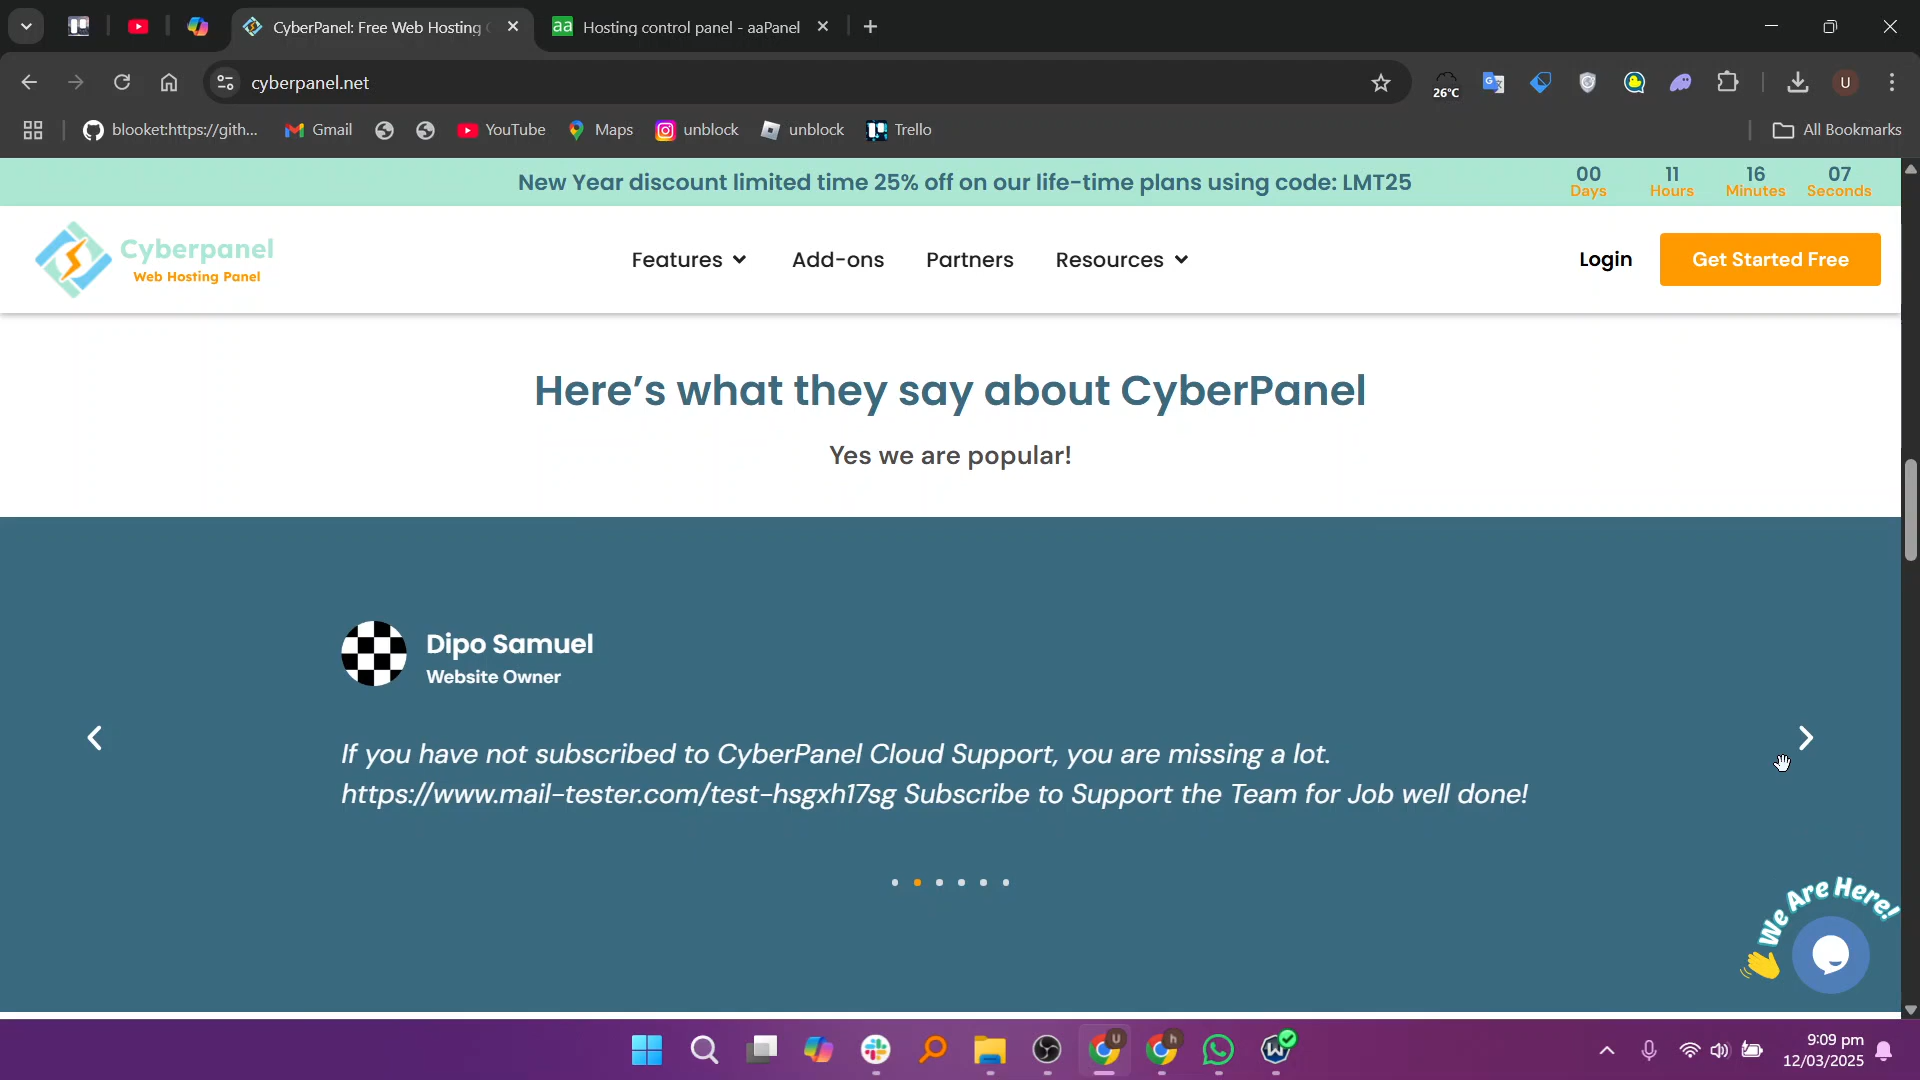 CyberPanel: Free Web Hosting
aa Hosting control panel - aaPanel
cyberpanel.net
26°C
U
blooket:https://gith...
Gmail
YouTube
Maps
unblock
unblock
Trello
All Bookmarks
New Year discount limited time 25% off on our life-time plans using code: LMT25
00 11 16 07
Days Hours Minutes Seconds
Cyberpanel
Web Hosting Panel
Features
Add-ons
Partners
Resources
Login
Get Started Free
Here's what they say about CyberPanel
Yes we are popular!
Dipo Samuel
Website Owner
If you have not subscribed to CyberPanel Cloud Support, you are missing a lot.
https://www.mail-tester.com/test-hsgxh17sg Subscribe to Support the Team for Job well done!
We Are Here!
U
h
9:09 pm
12/03/2025